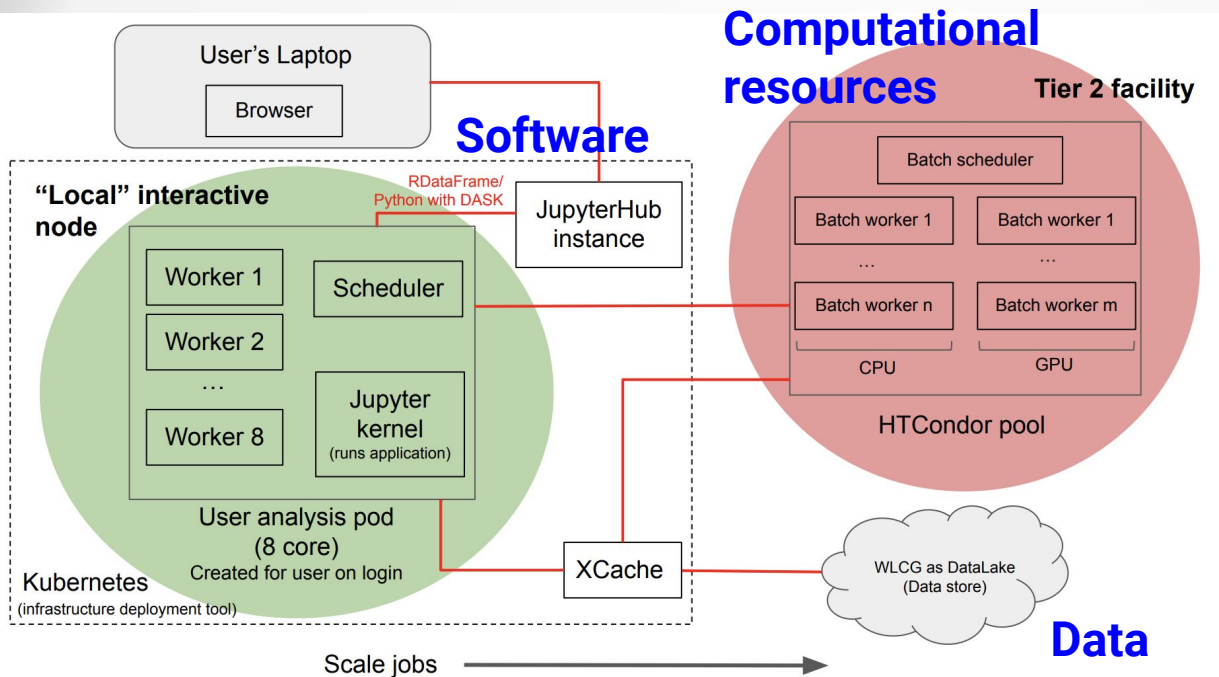 User's Laptop
Browser
Software
Computational
resources
Tier 2 facility
Batch scheduler
Batch worker 1
Batch worker 1
...
...
Batch worker n
Batch worker m
CPU
GPU
HTCondor pool
"Local" interactive
node
RDataFrame/
Python with DASK
JupyterHub
instance
Worker 1
Scheduler
Worker 2
...
Worker 8
Jupyter
kernel
(runs application)
User analysis pod
(8 core)
Created for user on login
Kubernetes
(infrastructure deployment tool)
XCache
WLCG as DataLake
(Data store)
Data
Scale jobs